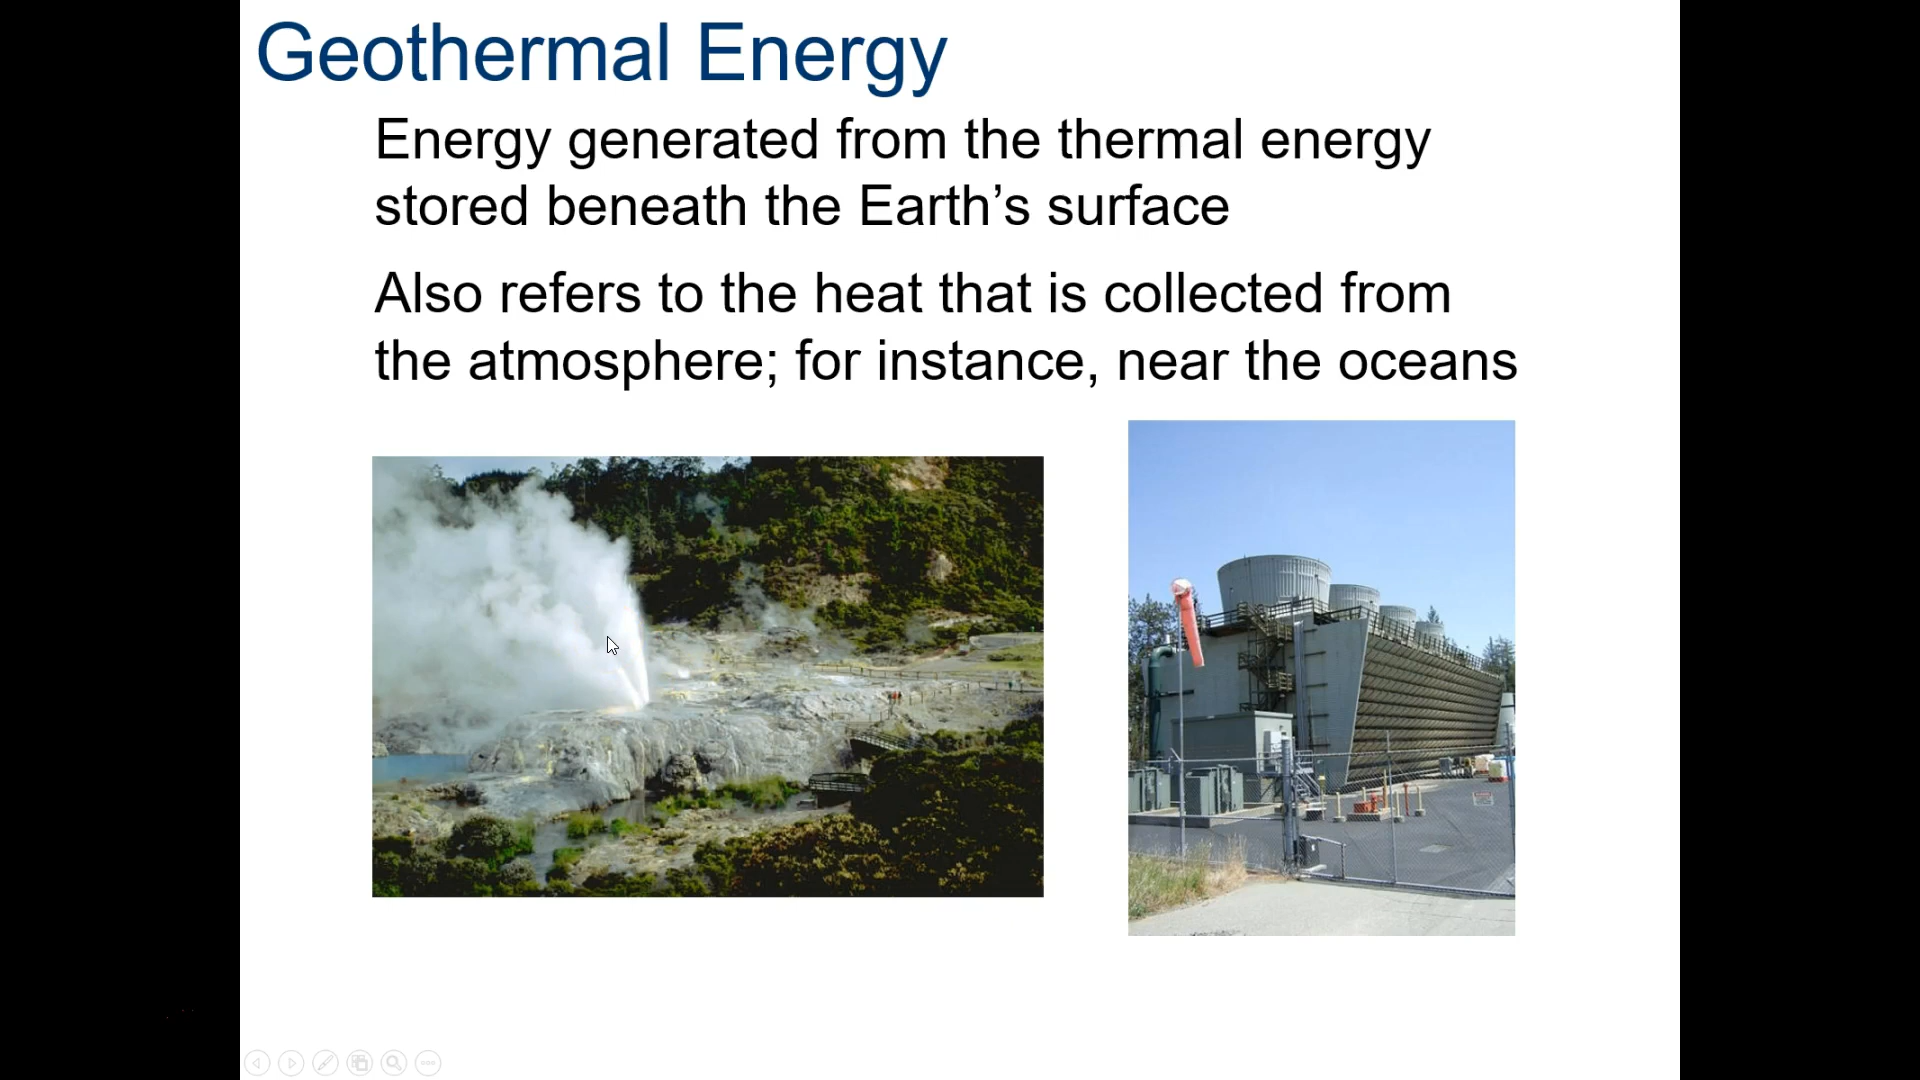 Geothermal Energy
Energy generated from the thermal energy
stored beneath the Earth’s surface
Also refers to the heat that is collected from
the atmosphere; for instance, near the oceans